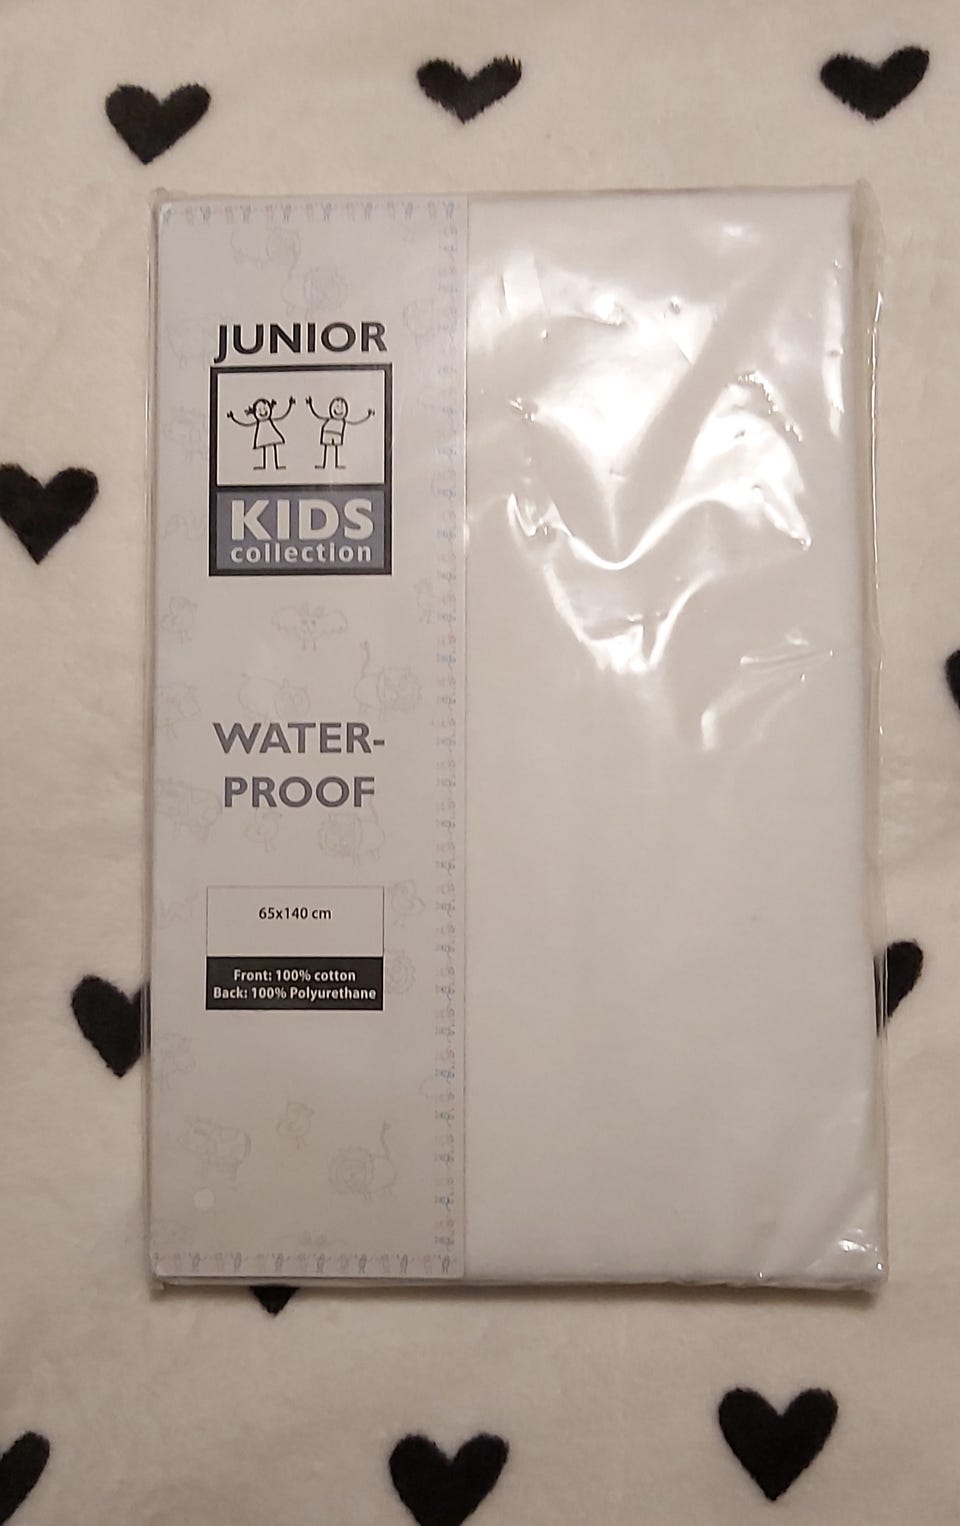 JUNIOR
KIDS
collection
WATER-
PROOF
65x140 cm
Front: 100% cotton
Back: 100% Polyurethane